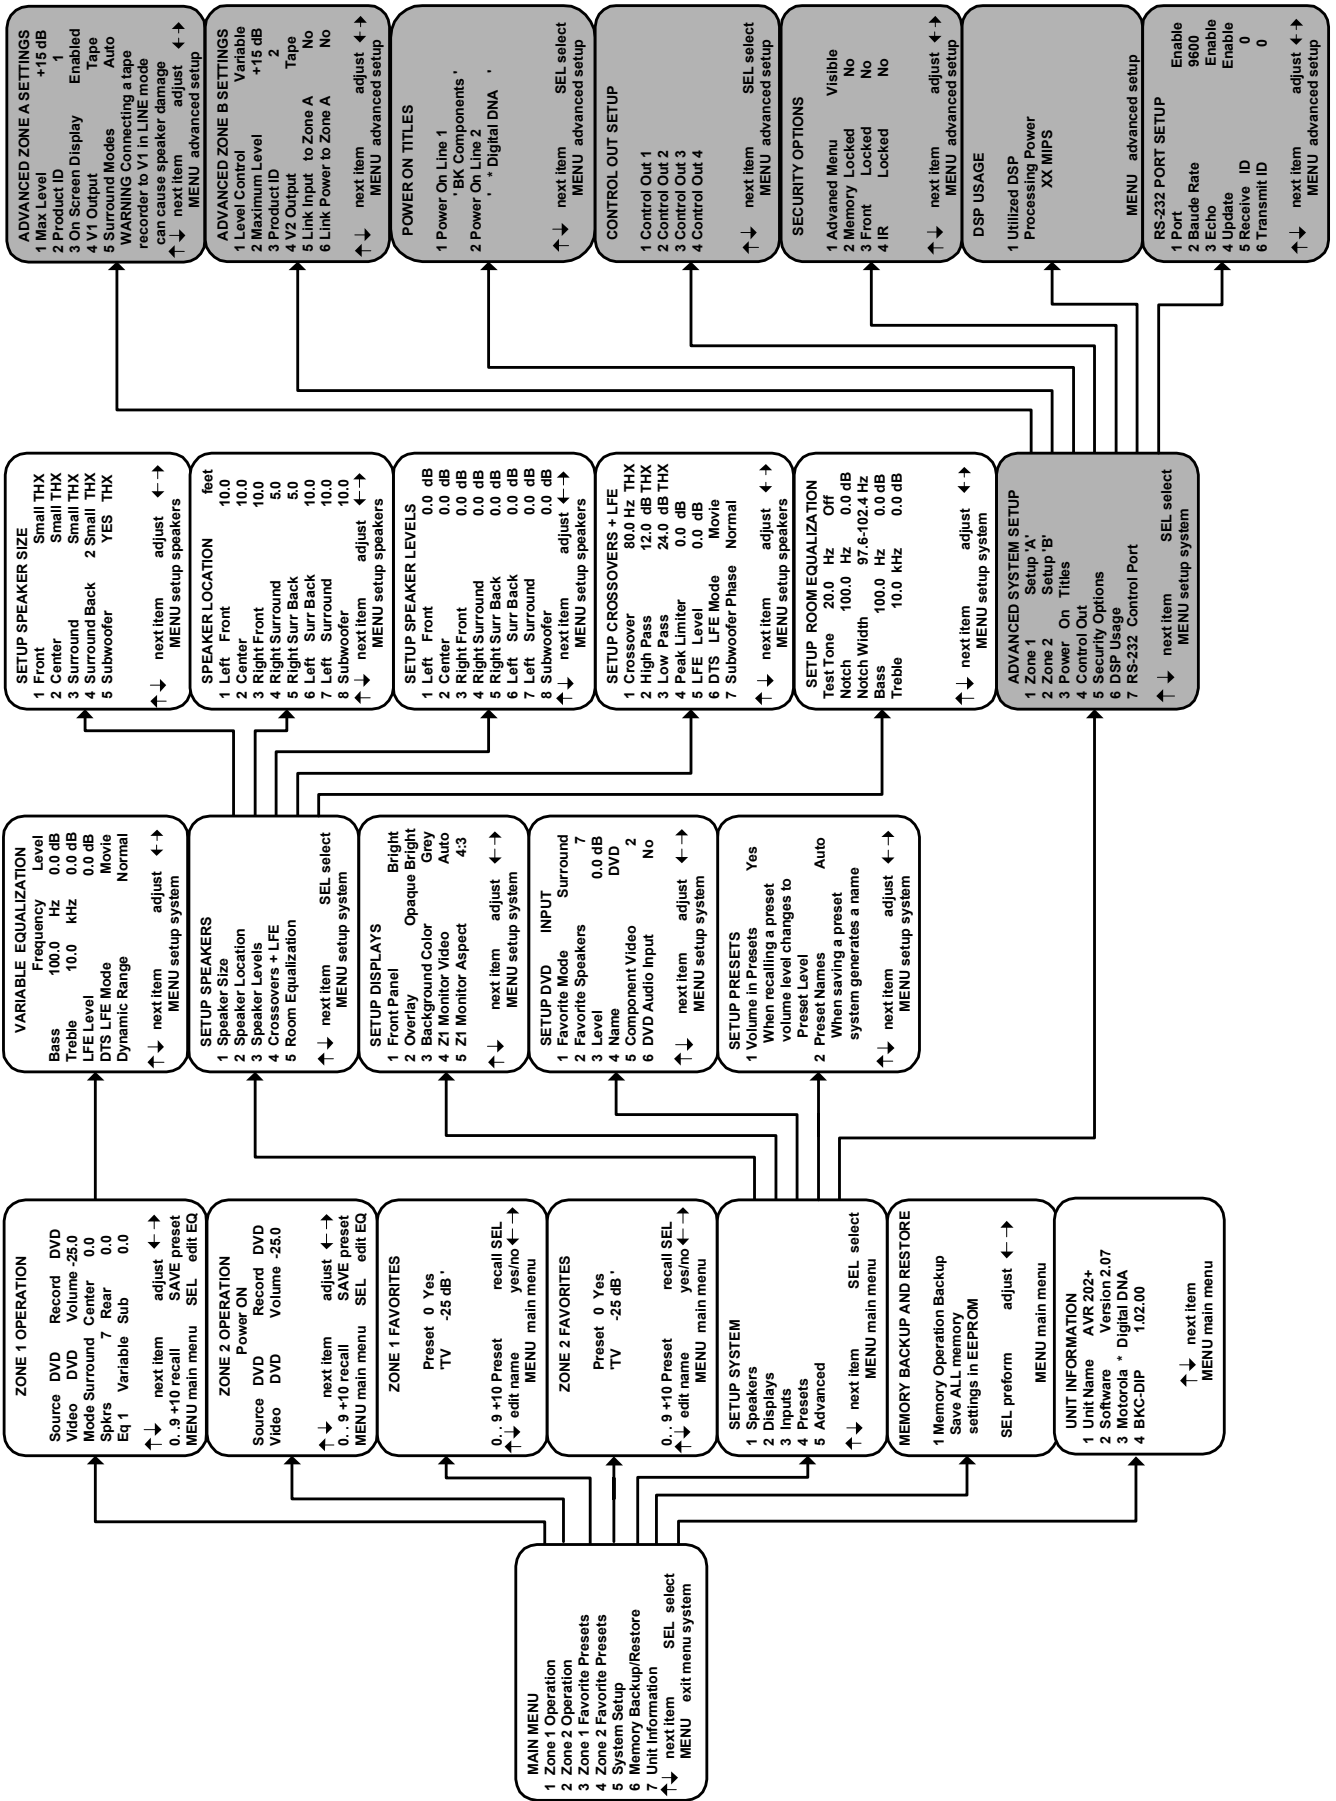 MAIN MENU
1 Zone 1 Operation
2 Zone 2 Operation
3 Zone 1 Favorite Presets
4 Zone 2 Favorite Presets
5 System Setup
6 Memory Backup/Restore
7 Unit Information
↑↓ next item SEL select
MENU exit menu system
ZONE 1 OPERATION
Source DVD Record DVD
Video DVD Volume -25.0
Mode Surround Center 0.0
Spkrs 7 Rear 0.0
Eq 1 Variable Sub 0.0
↑↓ next item adjust ←→
0. . 9 +10 recall SAVE preset
MENU main menu SEL edit EQ
ZONE 2 OPERATION
Power ON
Source DVD Record DVD
Video DVD Volume -25.0
↑↓ next item adjust ←→
0. . 9 +10 recall SAVE preset
MENU main menu SEL edit EQ
ZONE 1 FAVORITES
Preset 0 Yes
'TV -25 dB '
0. . 9 +10 Preset recall SEL
↑↓ edit name yes/no ←→
MENU main menu
ZONE 2 FAVORITES
Preset 0 Yes
'TV -25 dB '
0. . 9 +10 Preset recall SEL
↑↓ edit name yes/no ←→
MENU main menu
SETUP SYSTEM
1 Speakers
2 Displays
3 Inputs
4 Presets
5 Advanced
↑↓ next item SEL select
MENU main menu
MEMORY BACKUP AND RESTORE
1 Memory Operation Backup
Save ALL memory
settings in EEPROM
SEL preform adjust ←→
MENU main menu
UNIT INFORMATION
1 Unit Name AVR 202+
2 Software Version 2.07
3 Motorola * Digital DNA
4 BKC-DIP 1.02.00
↑↓ next item
MENU main menu
VARIABLE EQUALIZATION
Frequency Level
Bass 100.0 Hz 0.0 dB
Treble 10.0 kHz 0.0 dB
LFE Level 0.0 dB
DTS LFE Mode Movie
Dynamic Range Normal
↑↓ next item adjust ←→
MENU setup system
SETUP SPEAKERS
1 Speaker Size
2 Speaker Location
3 Speaker Levels
4 Crossovers + LFE
5 Room Equalization
↑↓ next item SEL select
MENU setup system
SETUP DISPLAYS
1 Front Panel Bright
2 Overlay Opaque Bright
3 Background Color Grey
4 Z1 Monitor Video Auto
5 Z1 Monitor Aspect 4:3
↑↓ next item adjust ←→
MENU setup system
SETUP DVD INPUT
1 Favorite Mode Surround
2 Favorite Speakers 7
3 Level 0.0 dB
4 Name DVD
5 Component Video 2
6 DVD Audio Input No
↑↓ next item adjust ←→
MENU setup system
SETUP PRESETS
1 Volume in Presets Yes
When recalling a preset
volume level changes to
Preset Level
2 Preset Names Auto
When saving a preset
system generates a name
↑↓ next item adjust ←→
MENU setup system
SETUP SPEAKER SIZE
1 Front Small THX
2 Center Small THX
3 Surround Small THX
4 Surround Back 2 Small THX
5 Subwoofer YES THX
↑↓ next item adjust ←→
MENU setup speakers
SPEAKER LOCATION feet
1 Left Front 10.0
2 Center 10.0
3 Right Front 10.0
4 Right Surround 5.0
5 Right Surr Back 5.0
6 Left Surr Back 10.0
7 Left Surround 10.0
8 Subwoofer 10.0
↑↓ next item adjust ←→
MENU setup speakers
SETUP SPEAKER LEVELS
1 Left Front 0.0 dB
2 Center 0.0 dB
3 Right Front 0.0 dB
4 Right Surround 0.0 dB
5 Right Surr Back 0.0 dB
6 Left Surr Back 0.0 dB
7 Left Surround 0.0 dB
8 Subwoofer 0.0 dB
↑↓ next item adjust ←→
MENU setup speakers
SETUP CROSSOVERS + LFE
1 Crossover 80.0 Hz THX
2 High Pass 12.0 dB THX
3 Low Pass 24.0 dB THX
4 Peak Limiter 0.0 dB
5 LFE Level 0.0 dB
6 DTS LFE Mode Movie
7 Subwoofer Phase Normal
↑↓ next item adjust ←→
MENU setup speakers
SETUP ROOM EQUALIZATION
Test Tone 20.0 Hz Off
Notch 100.0 Hz 0.0 dB
Notch Width 97.6-102.4 Hz
Bass 100.0 Hz 0.0 dB
Treble 10.0 kHz 0.0 dB
↑↓ next item adjust ←→
MENU setup system
ADVANCED SYSTEM SETUP
1 Zone 1 Setup 'A'
2 Zone 2 Setup 'B'
3 Power On Titles
4 Control Out
5 Security Options
6 DSP Usage
7 RS-232 Control Port
↑↓ next item SEL select
MENU setup system
ADVANCED ZONE A SETTINGS
1 Max Level +15 dB
2 Product ID 1
3 On Screen Display Enabled
4 V1 Output Tape
5 Surround Modes Auto
WARNING Connecting a tape
recorder to V1 in LINE mode
can cause speaker damage
↑↓ next item adjust ←→
MENU advanced setup
ADVANCED ZONE B SETTINGS
1 Level Control Variable
2 Maximum Level +15 dB
3 Product ID 2
4 V2 Output Tape
5 Link Input to Zone A No
6 Link Power to Zone A No
↑↓ next item adjust ←→
MENU advanced setup
POWER ON TITLES
1 Power On Line 1
' BK Components '
2 Power On Line 2
' * Digital DNA '
↑↓ next item SEL select
MENU advanced setup
CONTROL OUT SETUP
1 Control Out 1
2 Control Out 2
3 Control Out 3
4 Control Out 4
↑↓ next item SEL select
MENU advanced setup
SECURITY OPTIONS
1 Advaned Menu Visible
2 Memory Locked No
3 Front Locked No
4 IR Locked No
↑↓ next item adjust ←→
MENU advanced setup
DSP USAGE
1 Utilized DSP
Processing Power
XX MIPS
MENU advanced setup
RS-232 PORT SETUP
1 Port Enable
2 Baude Rate 9600
3 Echo Enable
4 Update Enable
5 Receive ID 0
6 Transmit ID 0
↑↓ next item adjust ←→
MENU advanced setup